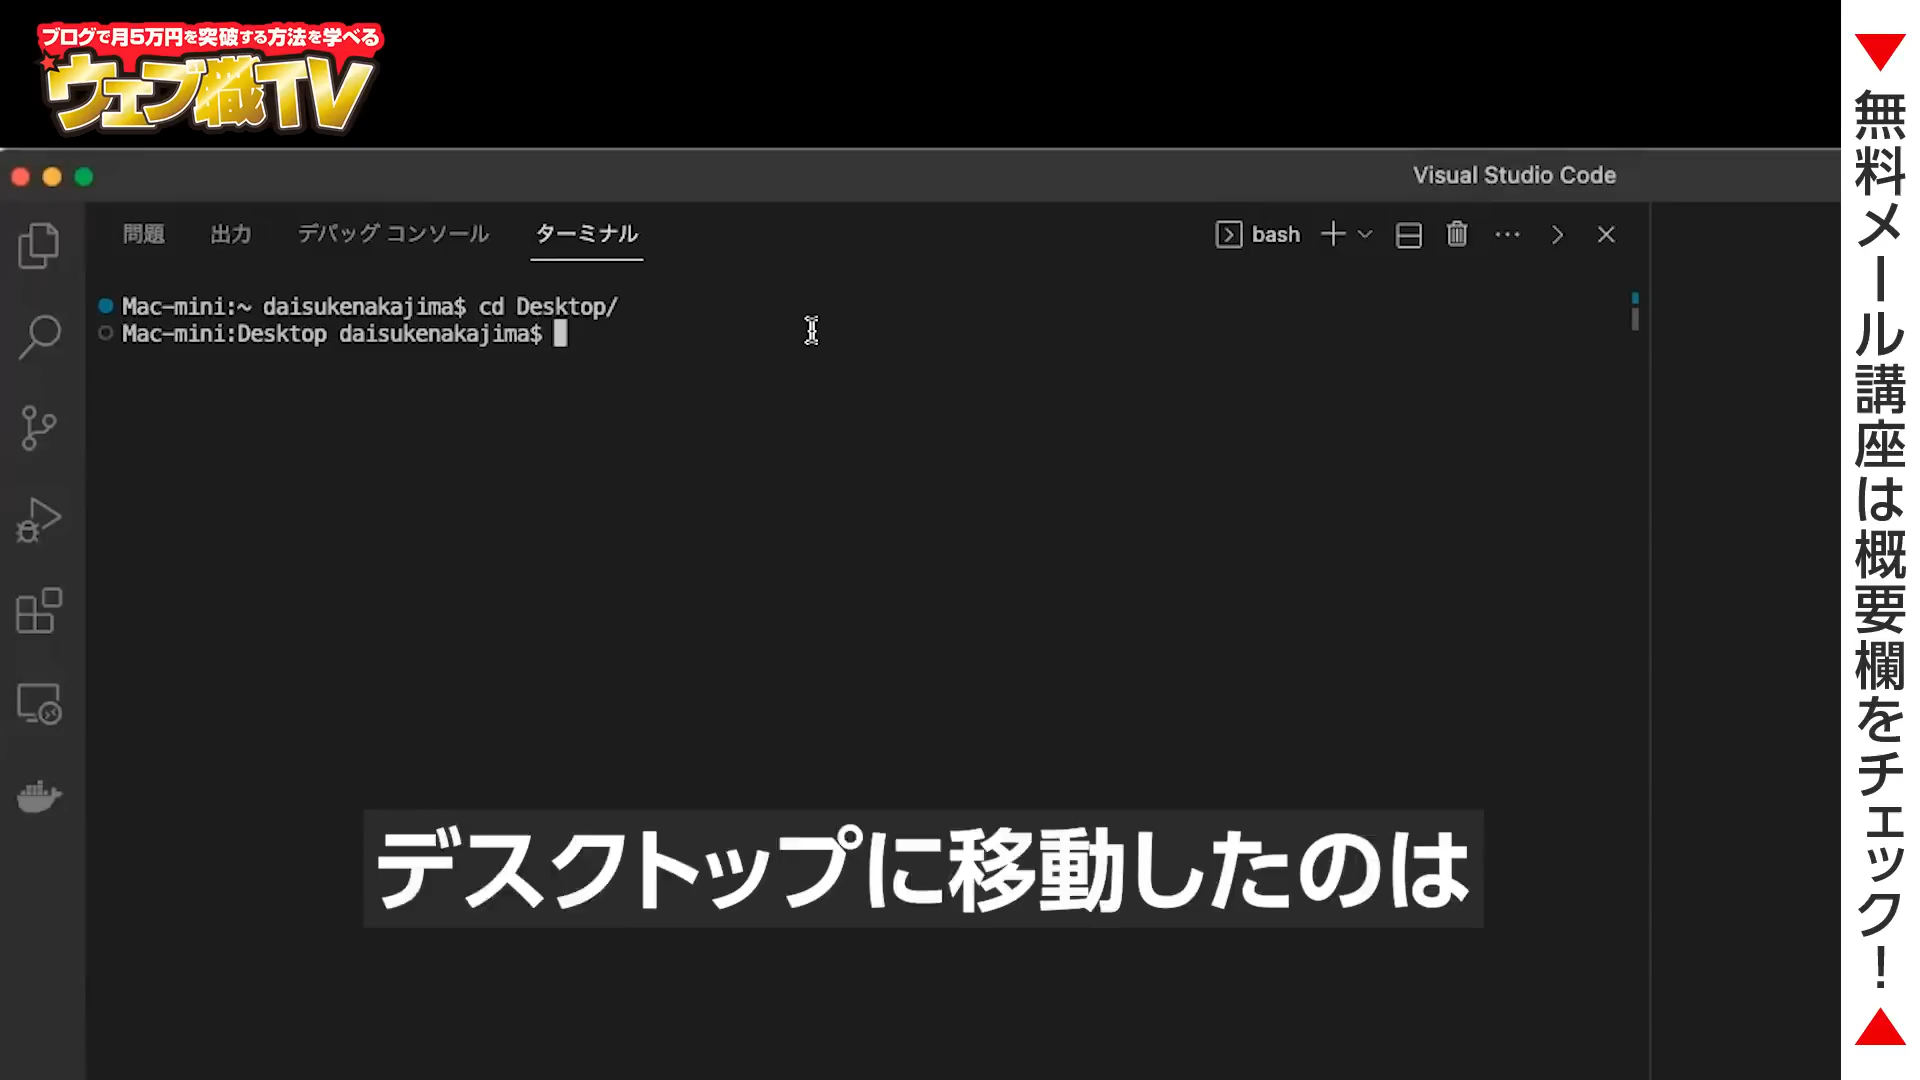 ブログで月5万円を突破する方法を学べる
ウェブ職TV
Visual Studio Code
問題 出力 デバッグ コンソール ターミナル
bash
Mac-mini:~ daisukenakajima$ cd Desktop/
Mac-mini:Desktop daisukenakajima$
デスクトップに移動したのは
無料メール講座は概要欄をチェック!